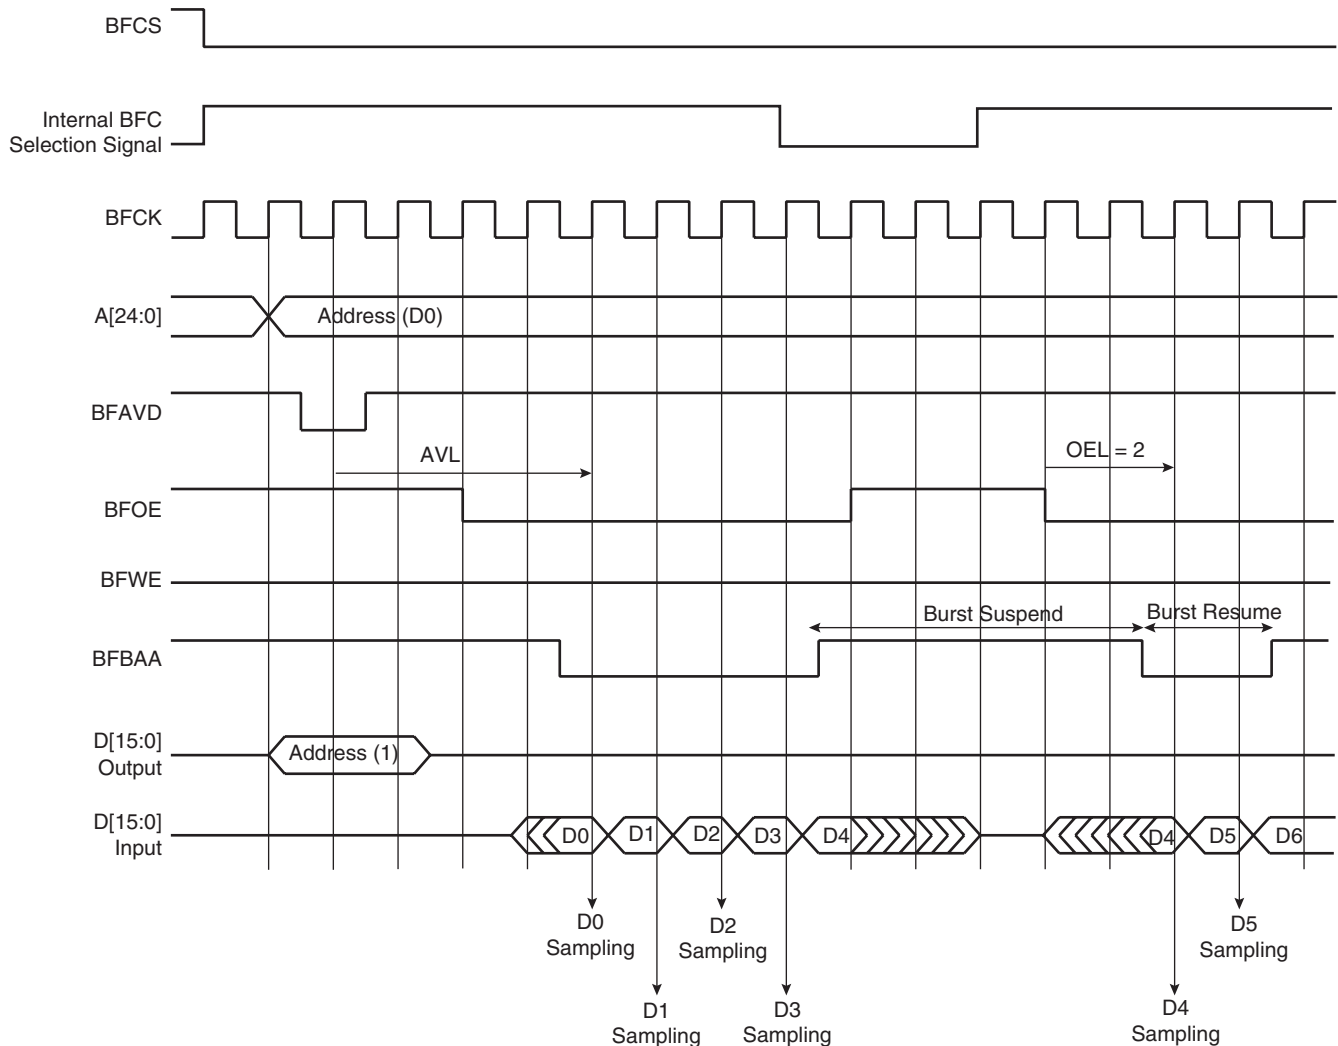 BFCS
Internal BFC
Selection Signal
BFCK
A[24:0]
Address (D0)
BFAVD
AVL
OEL = 2
BFOE
BFWE
Burst Suspend
Burst Resume
BFBAA
D[15:0]
Output
Address (1)
D[15:0]
Input
D0
D1
D2
D3
D4
D4
D5
D6
D0
Sampling
D2
Sampling
D5
Sampling
D1
Sampling
D3
Sampling
D4
Sampling